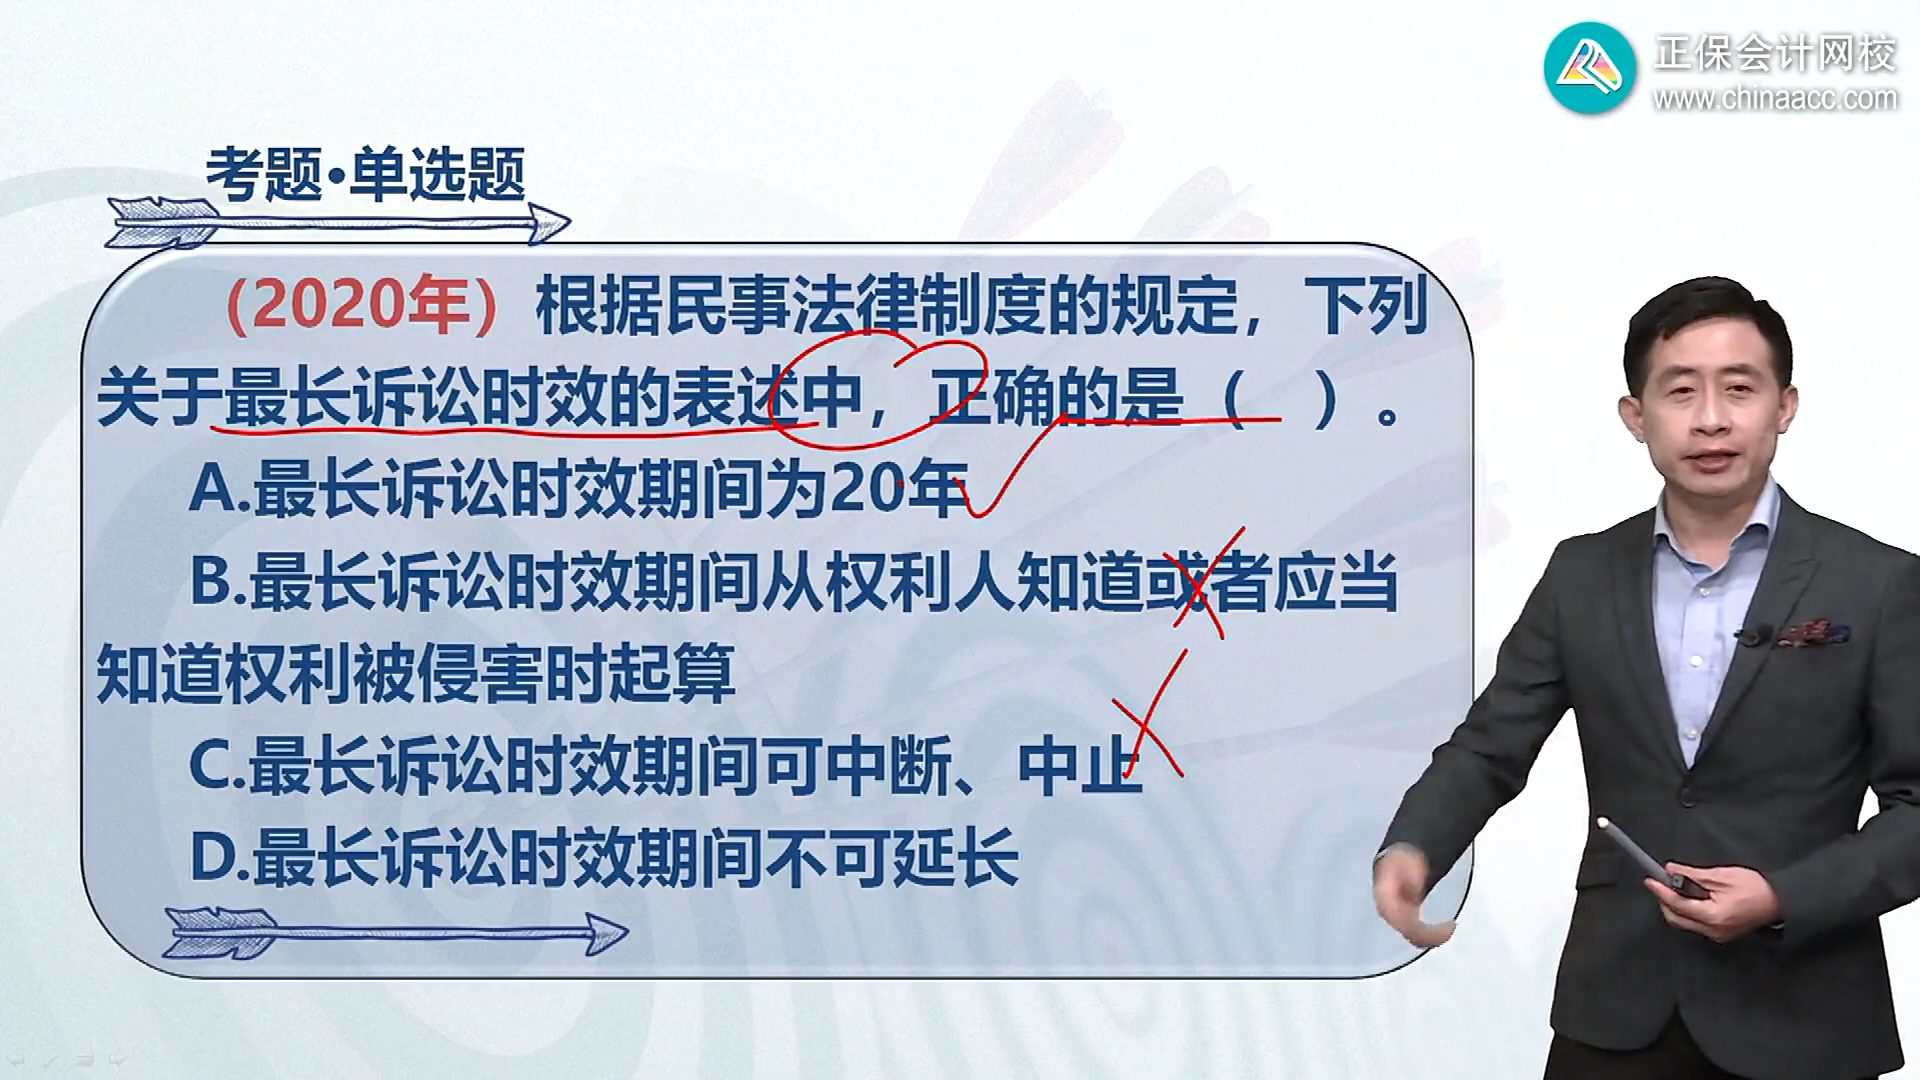 正保会计网校
www.chinaacc.com
考题·单选题
（2020年）根据民事法律制度的规定，下列
关于最长诉讼时效的表述中，正确的是（ ）。
A.最长诉讼时效期间为20年
B.最长诉讼时效期间从权利人知道或者应当
知道权利被侵害时起算
C.最长诉讼时效期间可中断、中止
D.最长诉讼时效期间不可延长